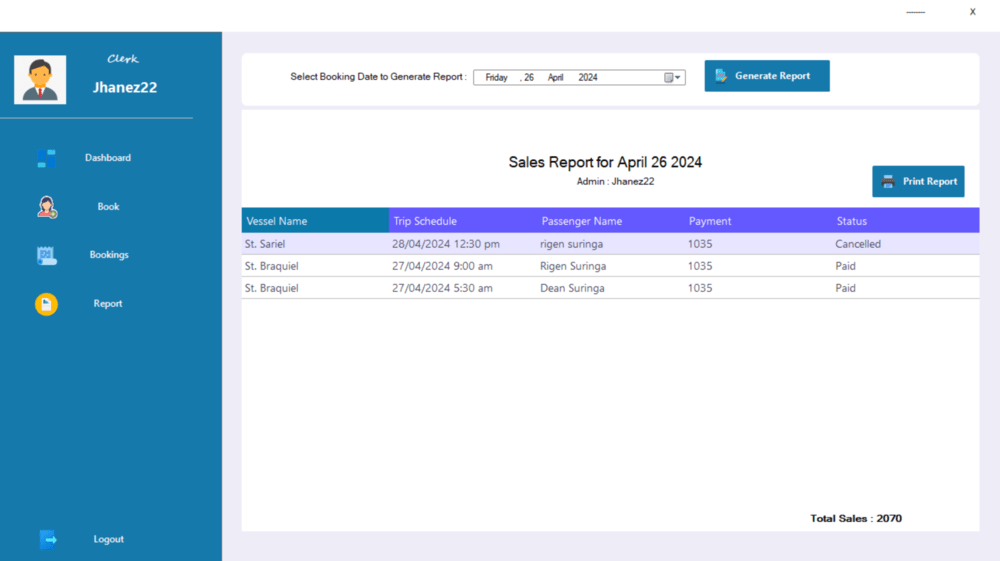 X
Clerk
Jhanez22
Dashboard
Book
Bookings
Report
Logout
Select Booking Date to Generate Report : Friday , 26 April 2024
Generate Report
Sales Report for April 26 2024
Admin : Jhanez22
Print Report
Vessel Name Trip Schedule Passenger Name Payment Status
St. Sariel 28/04/2024 12:30 pm rigen suringa 1035 Cancelled
St. Braquiel 27/04/2024 9:00 am Rigen Suringa 1035 Paid
St. Braquiel 27/04/2024 5:30 am Dean Suringa 1035 Paid
Total Sales : 2070